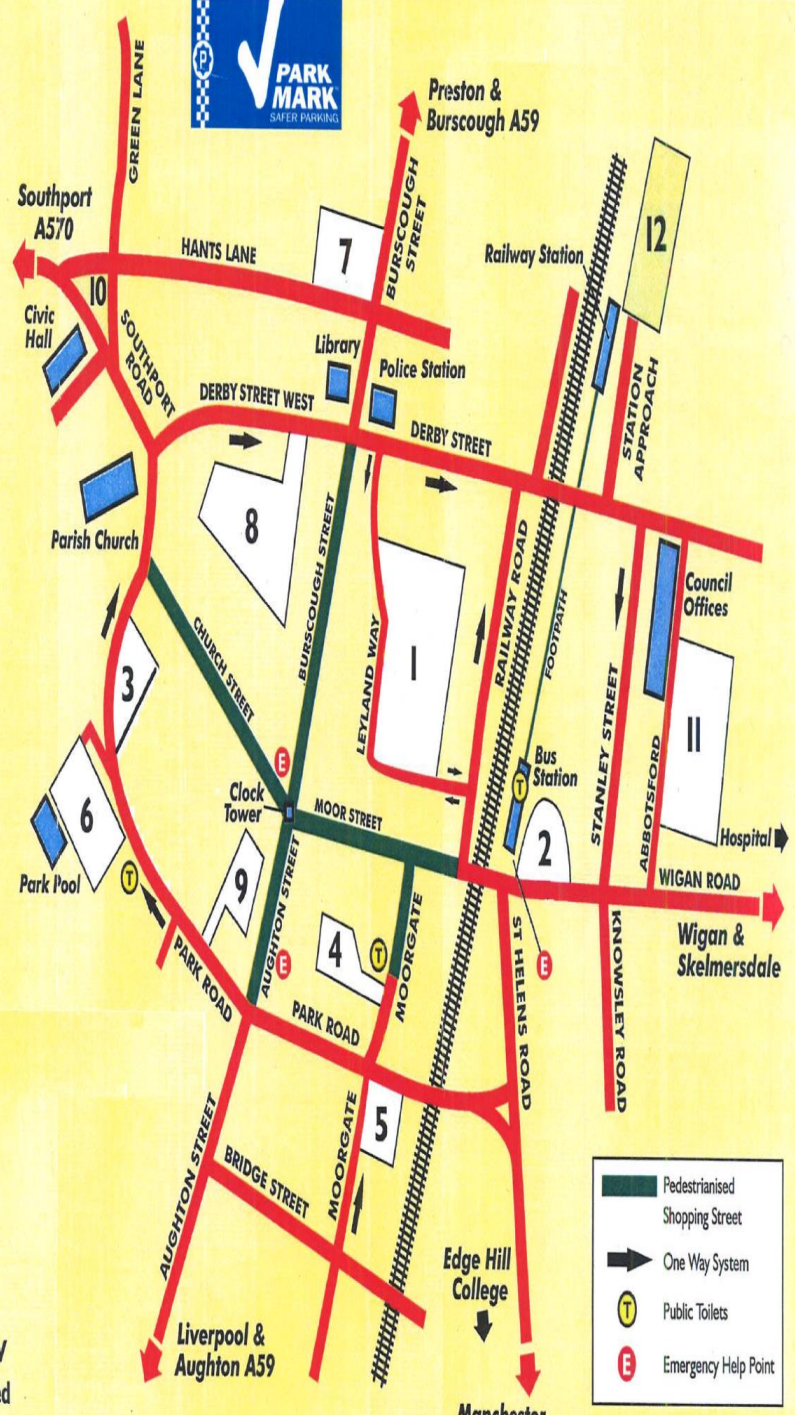 P
PARK
MARK
SAFER PARKING
GREEN LANE
Preston &
Burscough A59
Southport
A570
HANTS LANE
7
BURSCOUGH
STREET
Railway Station
12
10
Civic
Hall
SOUTHPORT
ROAD
Library
Police Station
DERBY STREET WEST
DERBY STREET
STATION
APPROACH
Parish Church
8
BURSCOUGH STREET
CHURCH STREET
LEYLAND WAY
1
RAILWAY ROAD
FOOTPATH
STANLEY STREET
Council
Offices
ABBOTSFORD
11
3
E
Clock
Tower
MOOR STREET
T
Bus
Station
2
Hospital
6
Park Pool
T
9
AUGHTON STREET
E
4
T
MOORGATE
WIGAN ROAD
Wigan &
Skelmersdale
E
PARK ROAD
PARK ROAD
ST HELENS ROAD
KNOWSLEY ROAD
5
MOORGATE
AUGHTON STREET
BRIDGE STREET
Edge Hill
College
Liverpool &
Aughton A59
Pedestrianised
Shopping Street
One Way System
T
Public Toilets
E
Emergency Help Point
Manchester